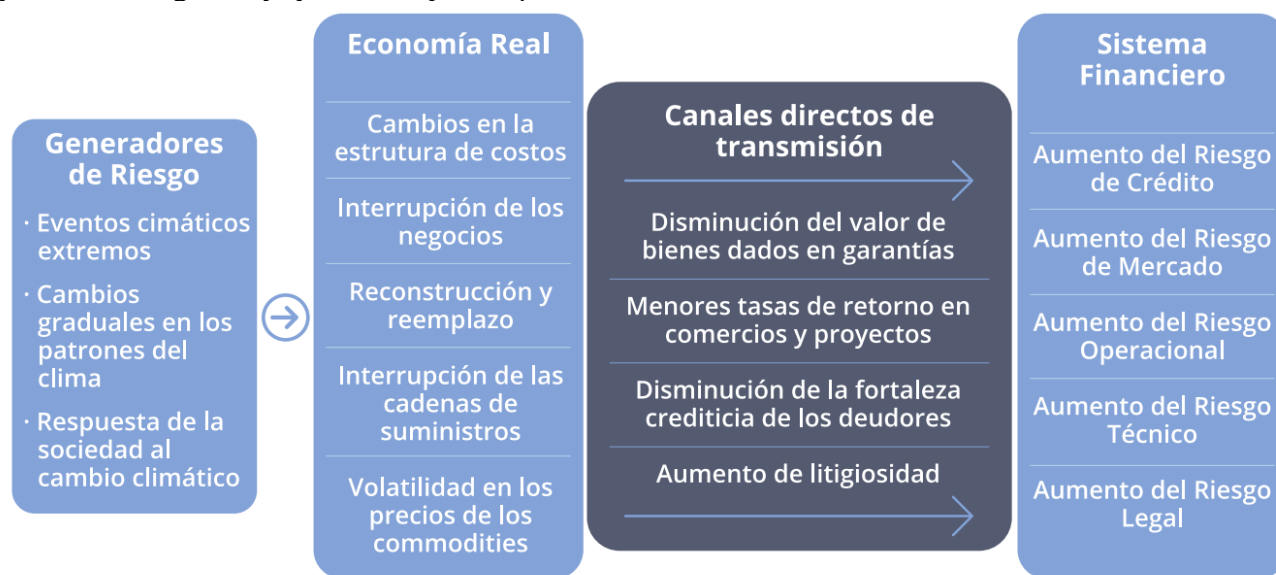 Generadores
de Riesgo
· Eventos cimáticos
extremos
· Cambios
graduales en los
patrones del
clima
· Respuesta de la
sociedad al
cambio climático
Economía Real
Cambios en la
estrutura de costos
Interrupción de los
negocios
Reconstrucción y
reemplazo
Interrupción de las
cadenas de
suministros
Volatilidad en los
precios de los
commodities
Canales directos de
transmisión
Disminución del valor de
bienes dados en garantías
Menores tasas de retorno en
comercios y proyectos
Disminución de la fortaleza
crediticia de los deudores
Aumento de litigiosidad
Sistema
Financiero
Aumento del Riesgo
de Crédito
Aumento del Riesgo
de Mercado
Aumento del Riesgo
Operacional
Aumento del Riesgo
Técnico
Aumento del Riesgo
Legal